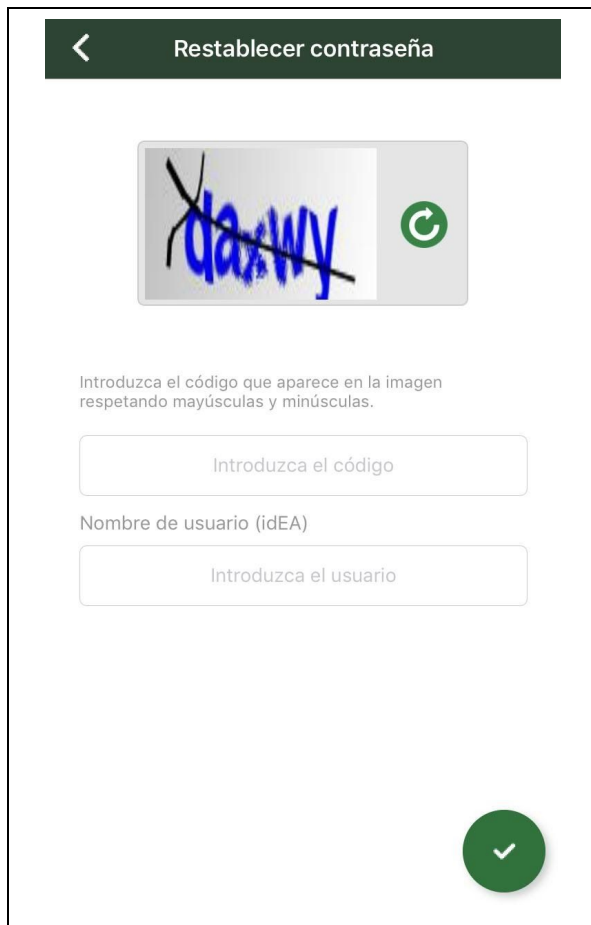 Restablecer contraseña
daxwy
Introduzca el código que aparece en la imagen
respetando mayúsculas y minúsculas.
Introduzca el código
Nombre de usuario (idEA)
Introduzca el usuario